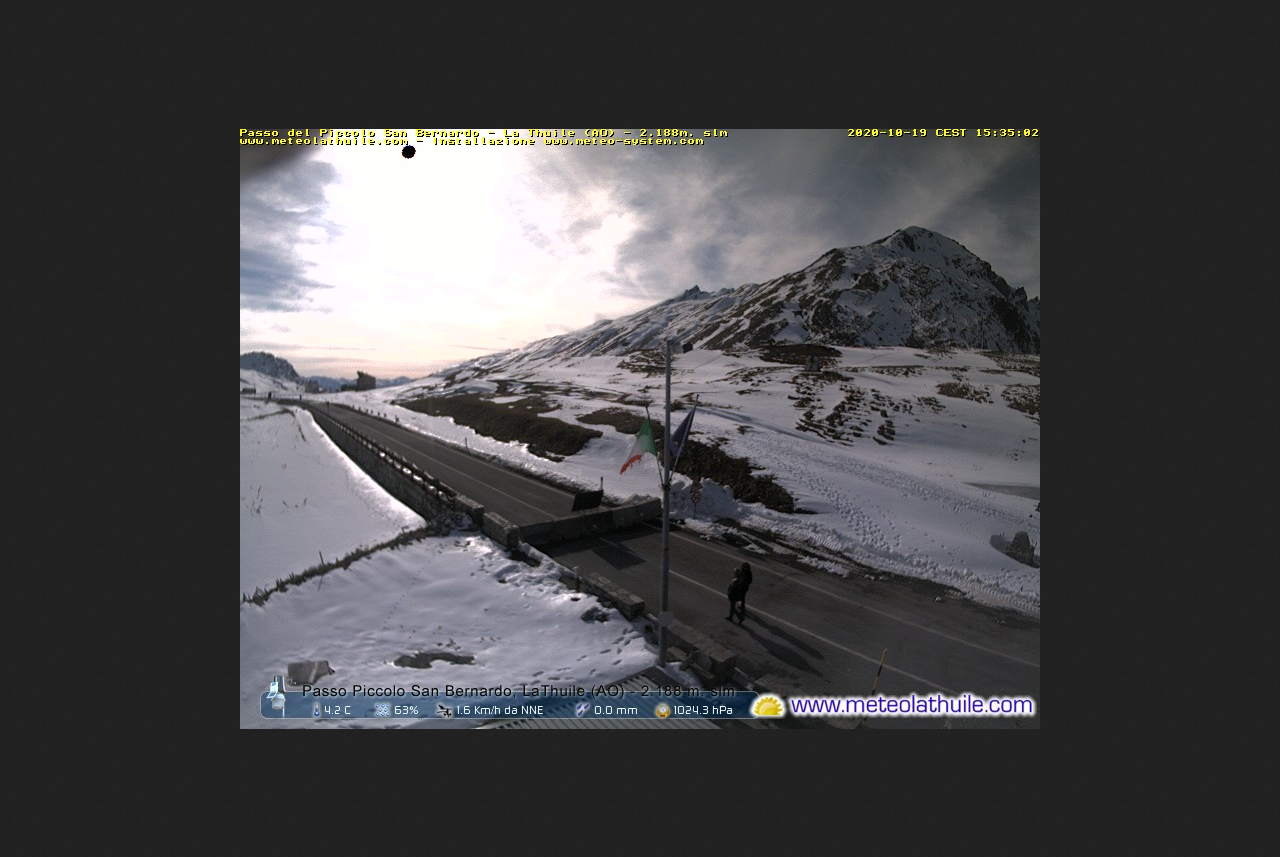 Passo del Piccolo San Bernardo - La Thuile (AO) - 2.188m. slm
2020-10-19 CEST 15:35:02
www.meteolathuile.com - Installazione www.meteo-system.com
Passo Piccolo San Bernardo, LaThuile (AO) - 2.188 m. slm
4.2 C 63% 1.6 Km/h da NNE 0.0 mm 1024.3 hPa
www.meteolathuile.com